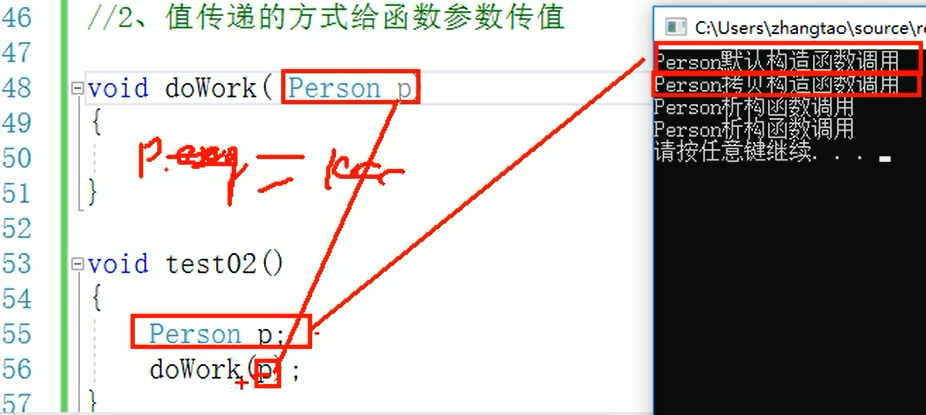 46 //2、值传递的方式给函数参数传值
47
48 void doWork( Person p
49 {
50
51 }
52
53 void test02()
54 {
55 Person p;
56 doWork(p);
57 }
C:\Users\zhangtao\source\re
Person默认构造函数调用
Person拷贝构造函数调用
Person析构函数调用
Person析构函数调用
请按任意键继续. . .